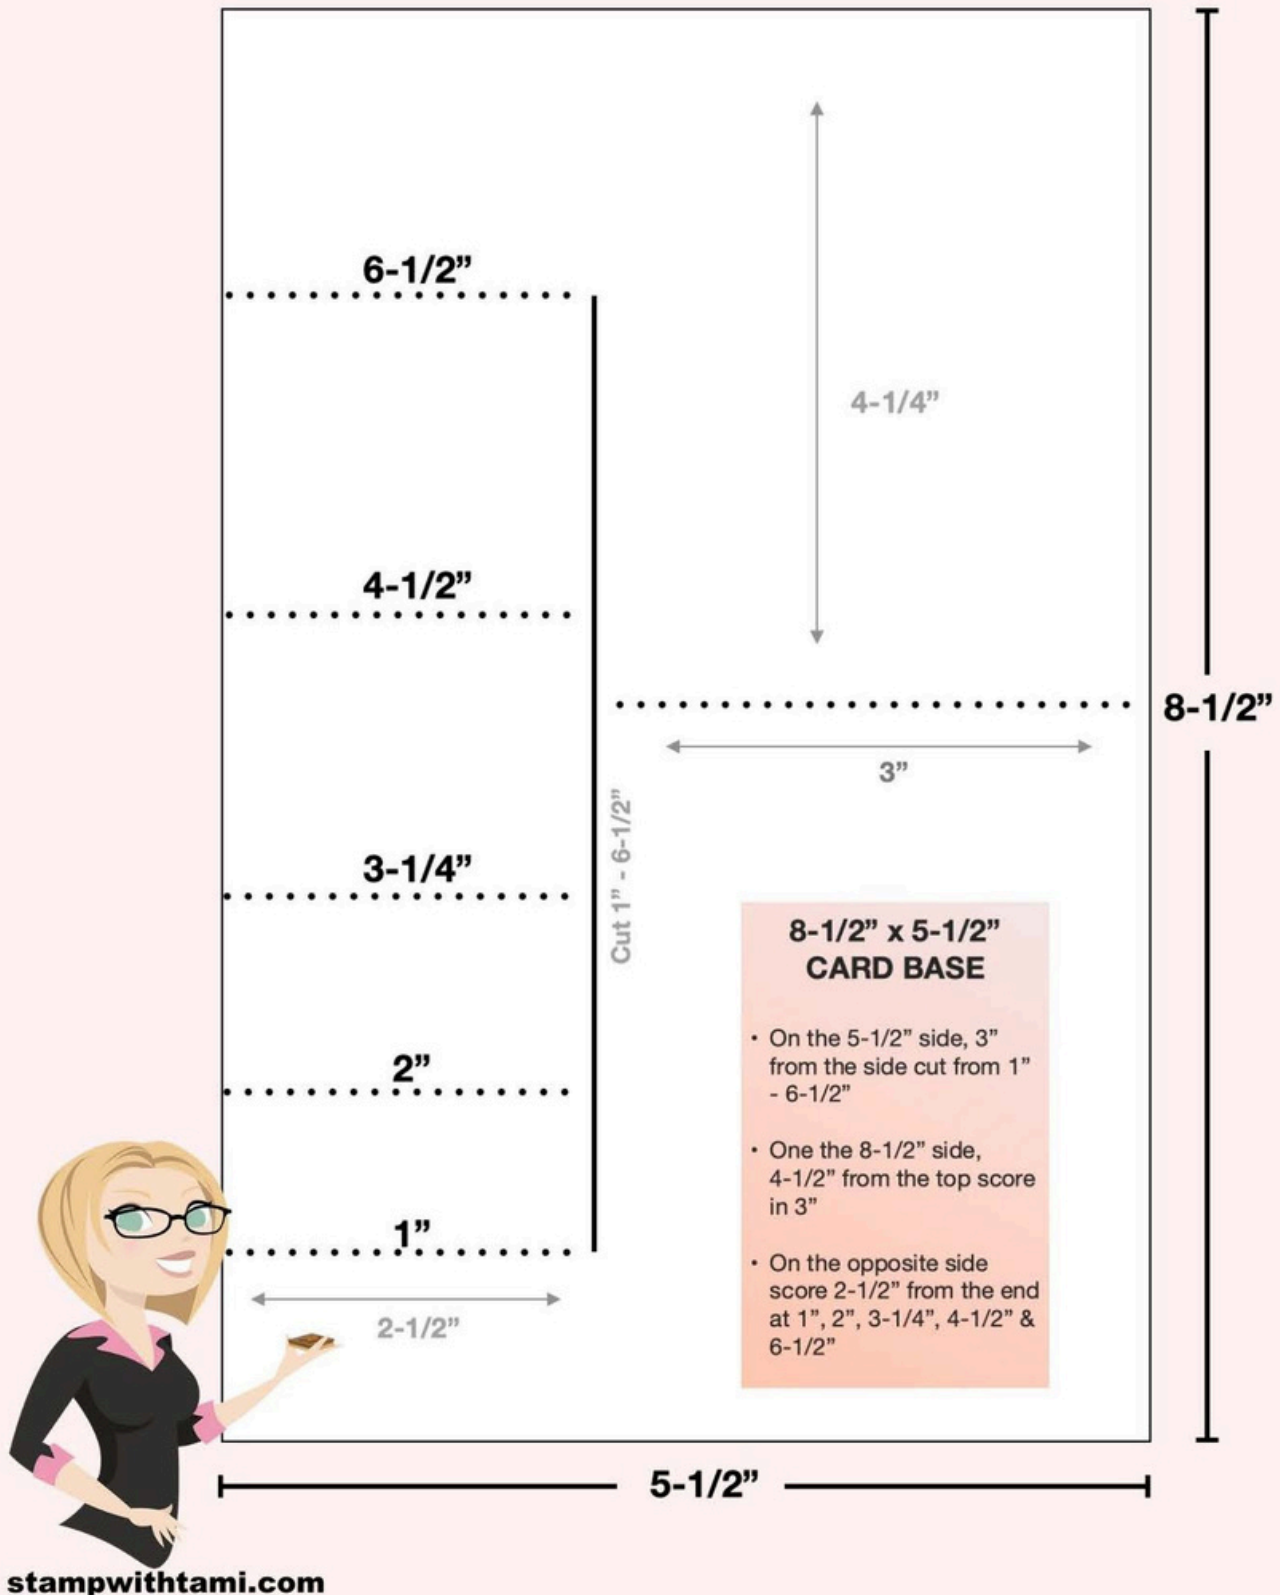 6-1/2”
4-1/4”
4-1/2”
8-1/2”
3”
Cut 1” - 6-1/2”
3-1/4”
2”
1”
2-1/2”
8-1/2” x 5-1/2”
CARD BASE
• On the 5-1/2” side, 3”
from the side cut from 1”
- 6-1/2”
• One the 8-1/2” side,
4-1/2” from the top score
in 3”
• On the opposite side
score 2-1/2” from the end
at 1”, 2”, 3-1/4”, 4-1/2” &
6-1/2”
5-1/2”
stampwithtami.com